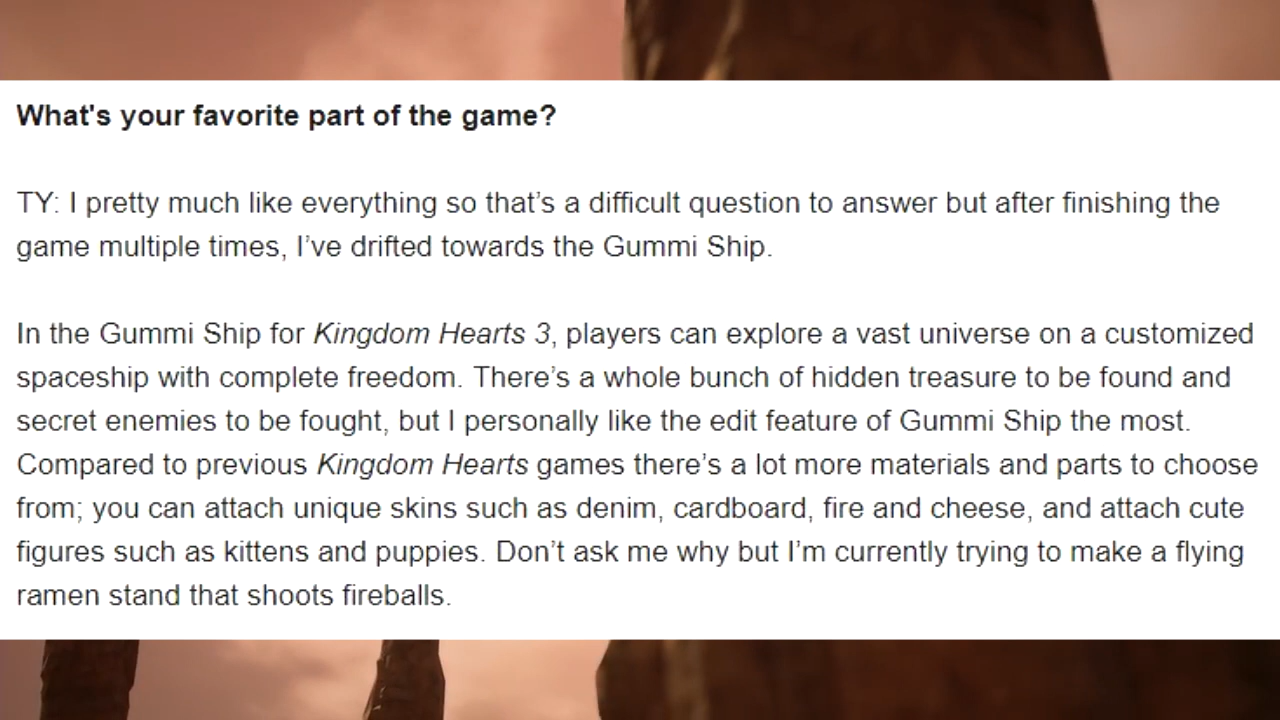 What's your favorite part of the game?
TY: I pretty much like everything so that’s a difficult question to answer but after finishing the
game multiple times, I’ve drifted towards the Gummi Ship.
In the Gummi Ship for Kingdom Hearts 3, players can explore a vast universe on a customized
spaceship with complete freedom. There’s a whole bunch of hidden treasure to be found and
secret enemies to be fought, but I personally like the edit feature of Gummi Ship the most.
Compared to previous Kingdom Hearts games there’s a lot more materials and parts to choose
from; you can attach unique skins such as denim, cardboard, fire and cheese, and attach cute
figures such as kittens and puppies. Don’t ask me why but I’m currently trying to make a flying
ramen stand that shoots fireballs.